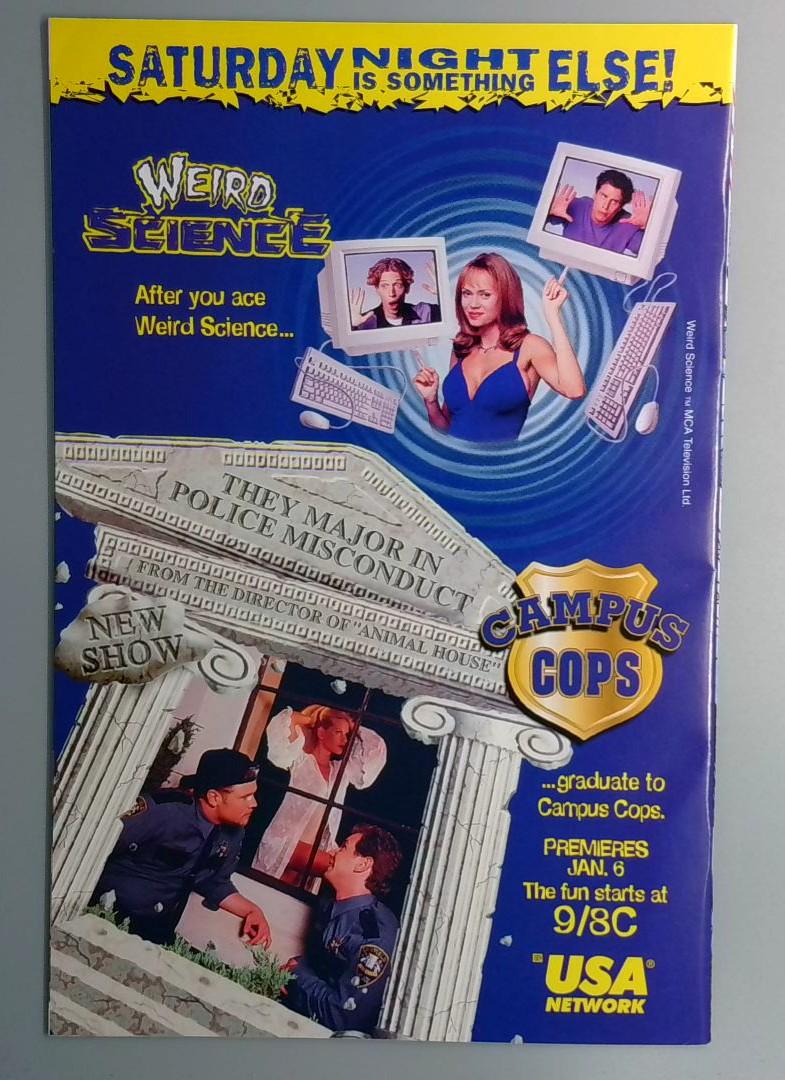 SATURDAY NIGHT IS SOMETHING ELSE!
WEIRD
SCIENCE
After you ace
Weird Science...
Weird Science TM MCA Television Ltd.
THEY MAJOR IN
POLICE MISCONDUCT
FROM THE DIRECTOR OF "ANIMAL HOUSE"
NEW
SHOW
CAMPUS
COPS
...graduate to
Campus Cops.
PREMIERES
JAN. 6
The fun starts at
9/8C
USA®
NETWORK